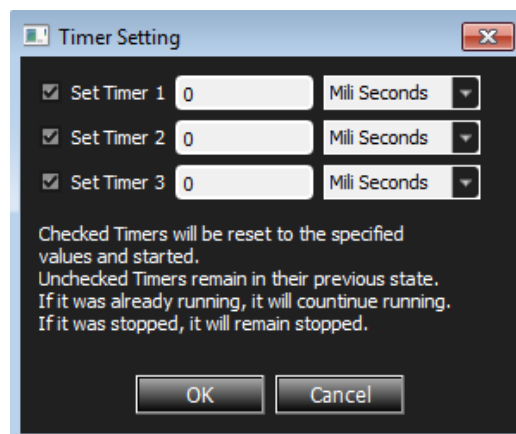 Timer Setting
Set Timer 1 0 Mili Seconds
Set Timer 2 0 Mili Seconds
Set Timer 3 0 Mili Seconds
Checked Timers will be reset to the specified
values and started.
Unchecked Timers remain in their previous state.
If it was already running, it will countinue running.
If it was stopped, it will remain stopped.
OK Cancel